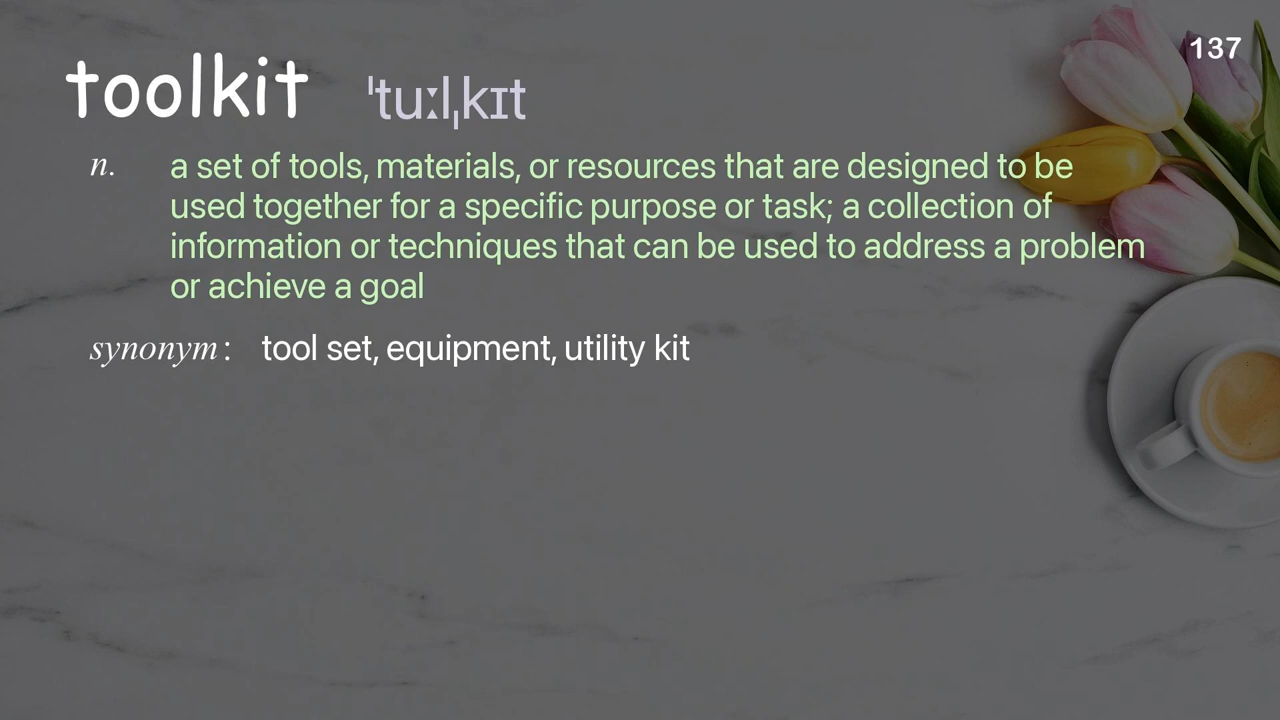 137
toolkit ˈtuːlˌkɪt
n. a set of tools, materials, or resources that are designed to be
used together for a specific purpose or task; a collection of
information or techniques that can be used to address a problem
or achieve a goal
synonym: tool set, equipment, utility kit